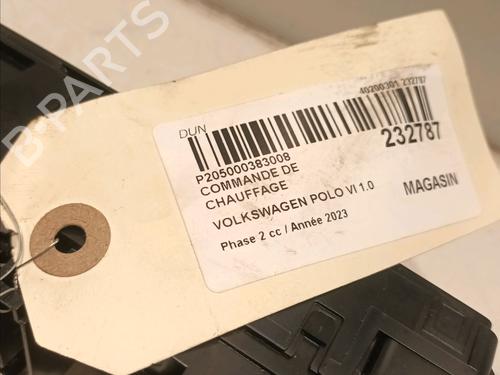 B-PARTS
DUN
40200301 232787
232787
P205000383008
COMMANDE DE
CHAUFFAGE
MAGASIN
VOLKSWAGEN POLO VI 1.0
Phase 2 cc / Année 2023